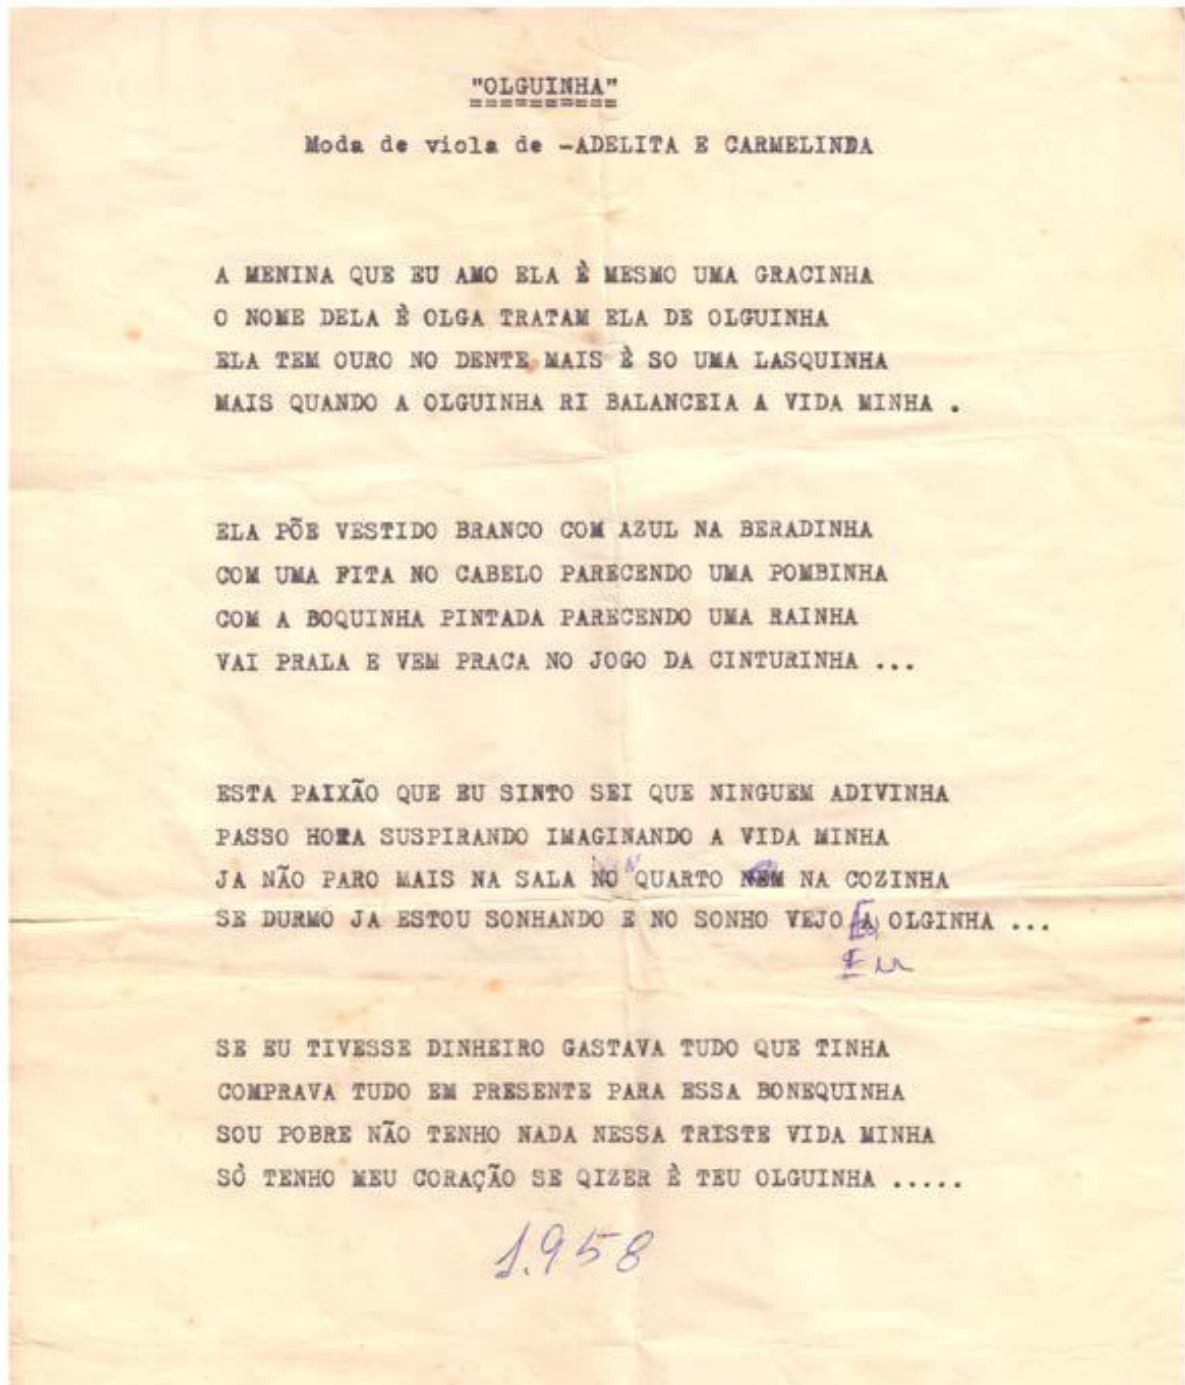 "OLGUINHA"
==========
Moda de viola de -ADELITA E CARMELINDA
A MENINA QUE EU AMO ELA È MESMO UMA GRACINHA
O NOME DELA È OLGA TRATAM ELA DE OLGUINHA
ELA TEM OURO NO DENTE MAIS È SO UMA LASQUINHA
MAIS QUANDO A OLGUINHA RI BALANCEIA A VIDA MINHA .
ELA PÕE VESTIDO BRANCO COM AZUL NA BERADINHA
COM UMA FITA NO CABELO PARECENDO UMA POMBINHA
COM A BOQUINHA PINTADA PARECENDO UMA RAINHA
VAI PRALA E VEM PRACA NO JOGO DA CINTURINHA ...
ESTA PAIXÃO QUE EU SINTO SEI QUE NINGUEM ADIVINHA
PASSO HORA SUSPIRANDO IMAGINANDO A VIDA MINHA
JA NÃO PARO MAIS NA SALA NO QUARTO NEM NA COZINHA
SE DURMO JA ESTOU SONHANDO E NO SONHO VEJO A OLGINHA ...
Eu
SE EU TIVESSE DINHEIRO GASTAVA TUDO QUE TINHA
COMPRAVA TUDO EM PRESENTE PARA ESSA BONEQUINHA
SOU POBRE NÃO TENHO NADA NESSA TRISTE VIDA MINHA
SÒ TENHO MEU CORAÇÃO SE QIZER È TEU OLGUINHA .....
1.958